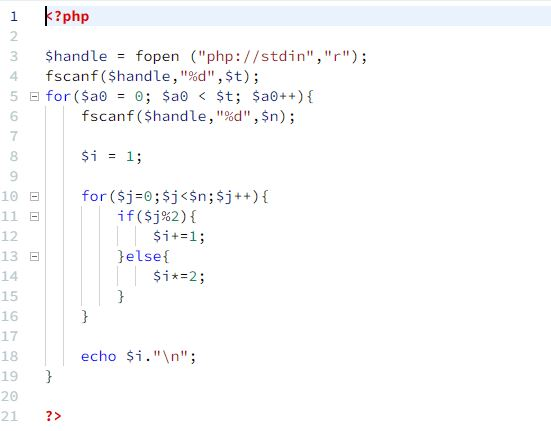 1 <?php
2
3 $handle = fopen ("php://stdin","r");
4 fscanf($handle,"%d",$t);
5 for($a0 = 0; $a0 < $t; $a0++){
6     fscanf($handle,"%d",$n);
7
8     $i = 1;
9
10     for($j=0;$j<$n;$j++){
11         if($j%2){
12             $i+=1;
13         }else{
14             $i*=2;
15         }
16     }
17
18     echo $i."\n";
19 }
20
21 ?>